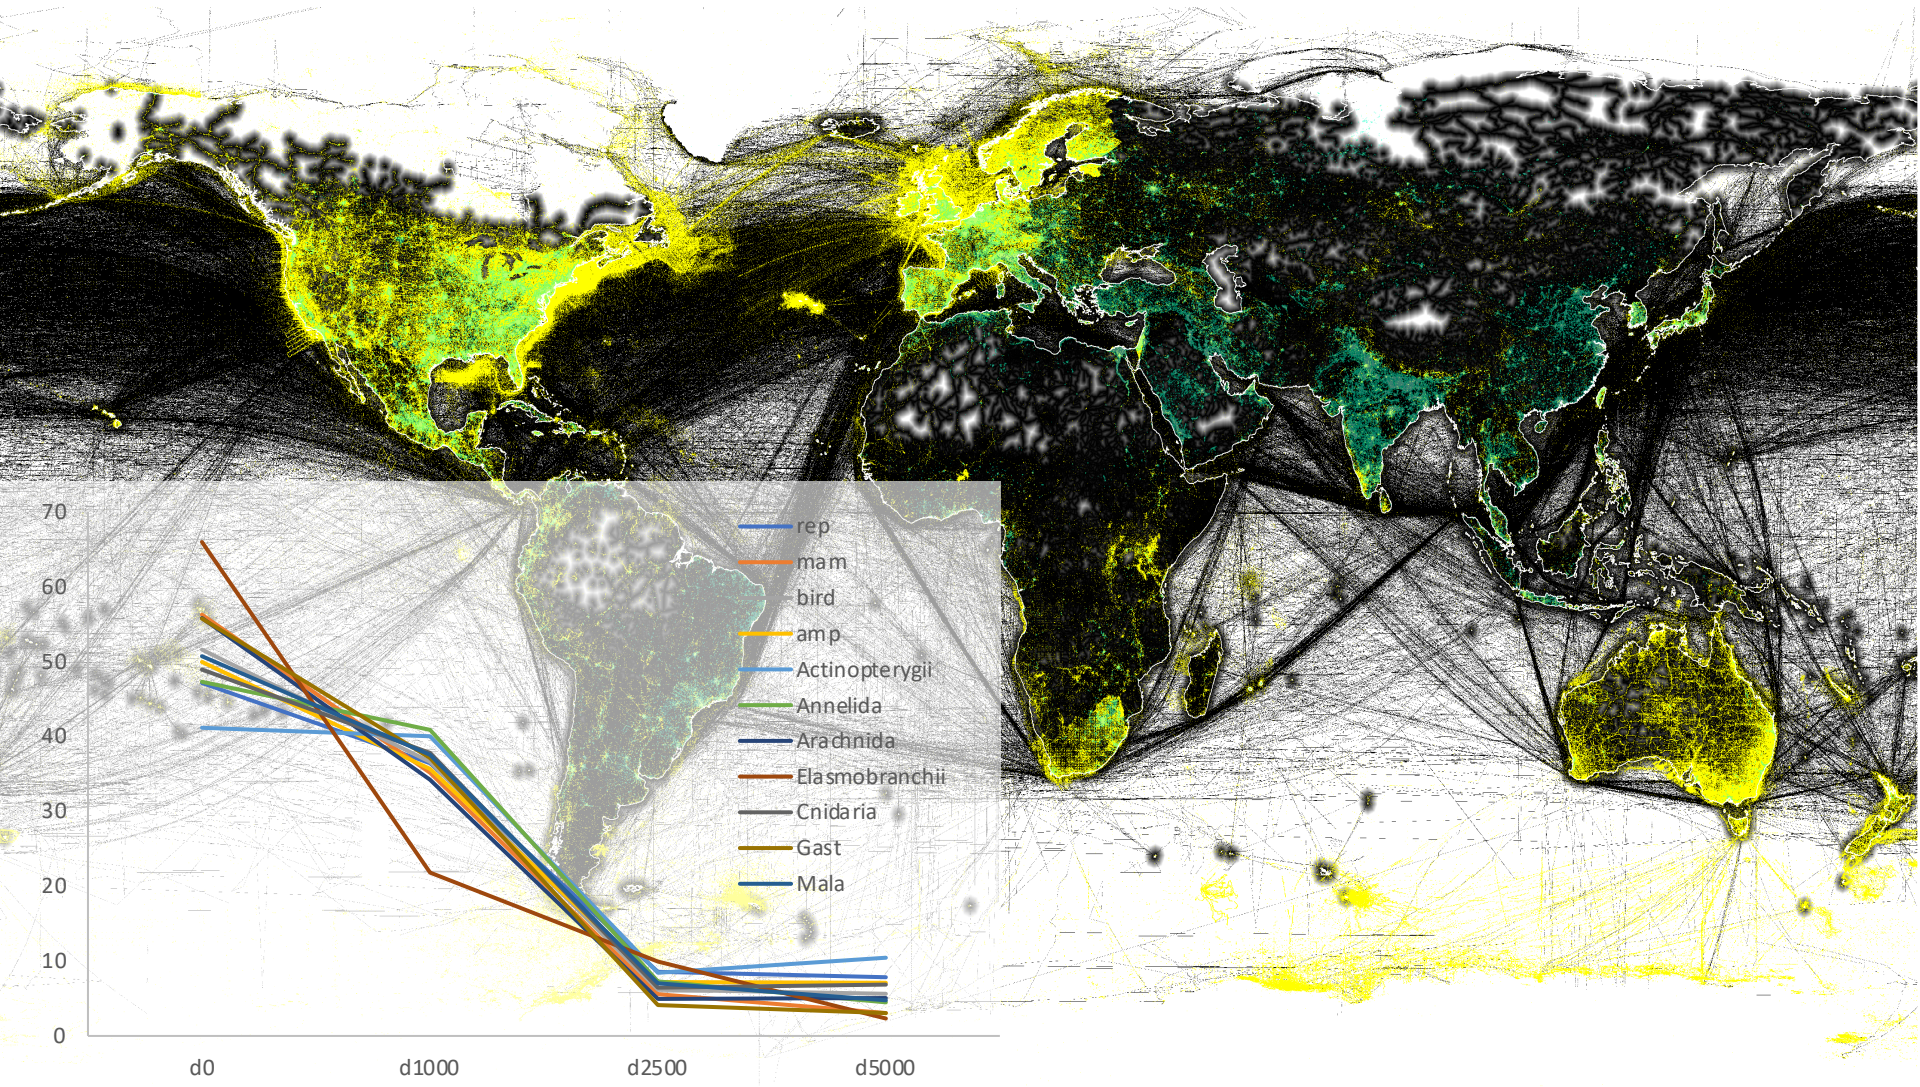 70
60
50
40
30
20
10
0
d0 d1000 d2500 d5000
rep
mam
bird
amp
Actinopterygii
Annelida
Arachnida
Elasmobranchii
Cnidaria
Gast
Mala